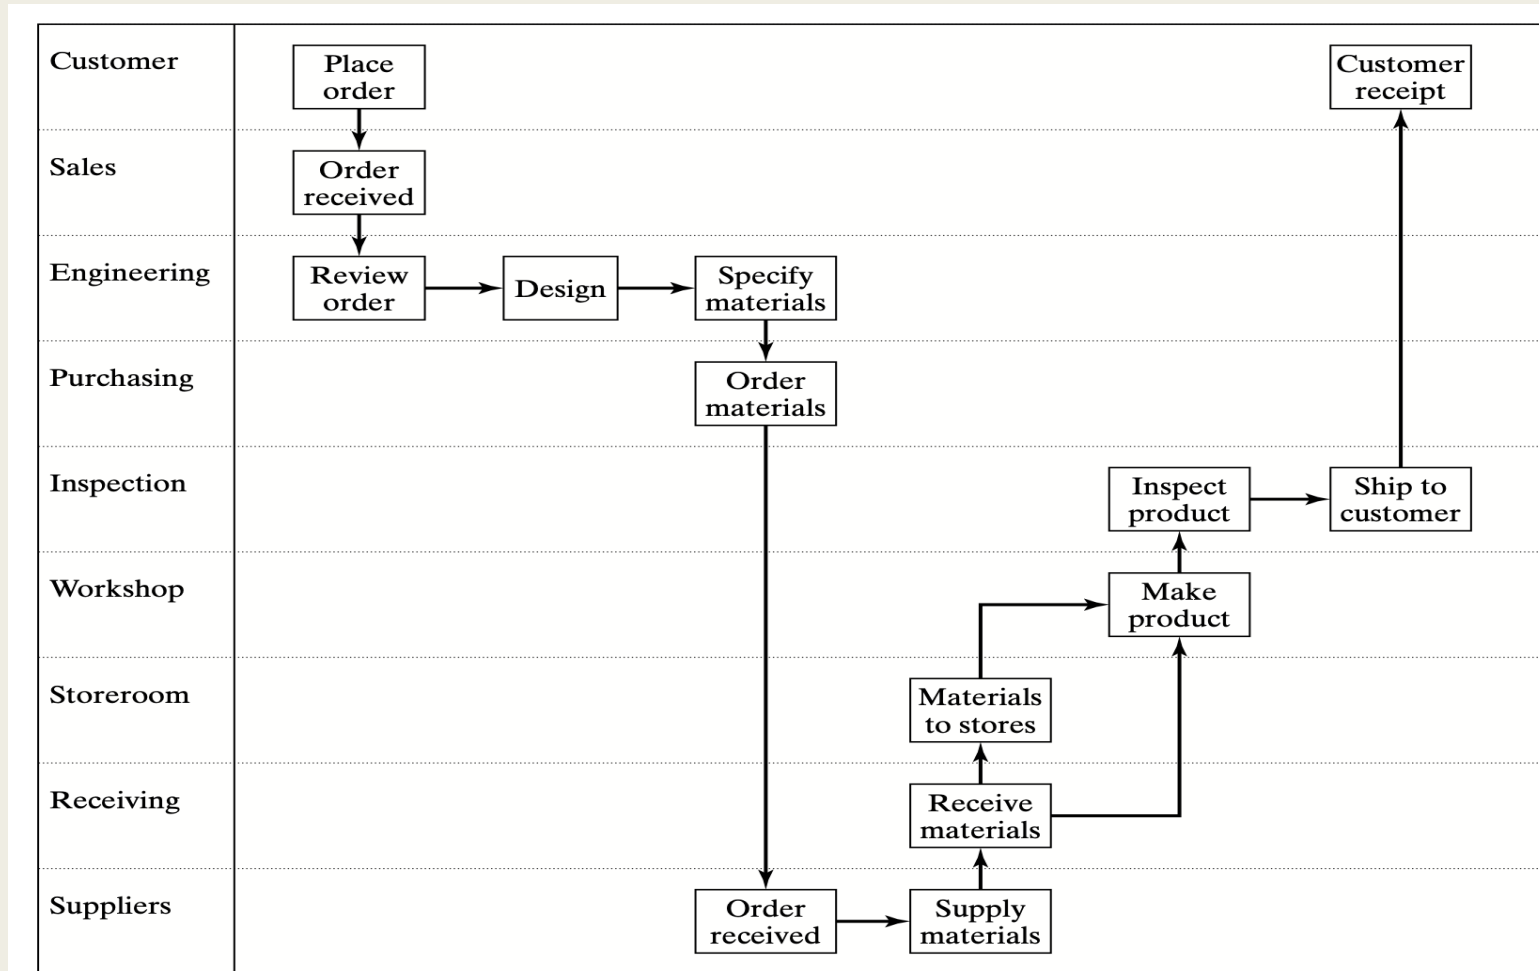 Customer
Place
order
Customer
receipt
Sales
Order
received
Engineering
Review
order
Design
Specify
materials
Purchasing
Order
materials
Inspection
Inspect
product
Ship to
customer
Workshop
Make
product
Storeroom
Materials
to stores
Receiving
Receive
materials
Suppliers
Order
received
Supply
materials